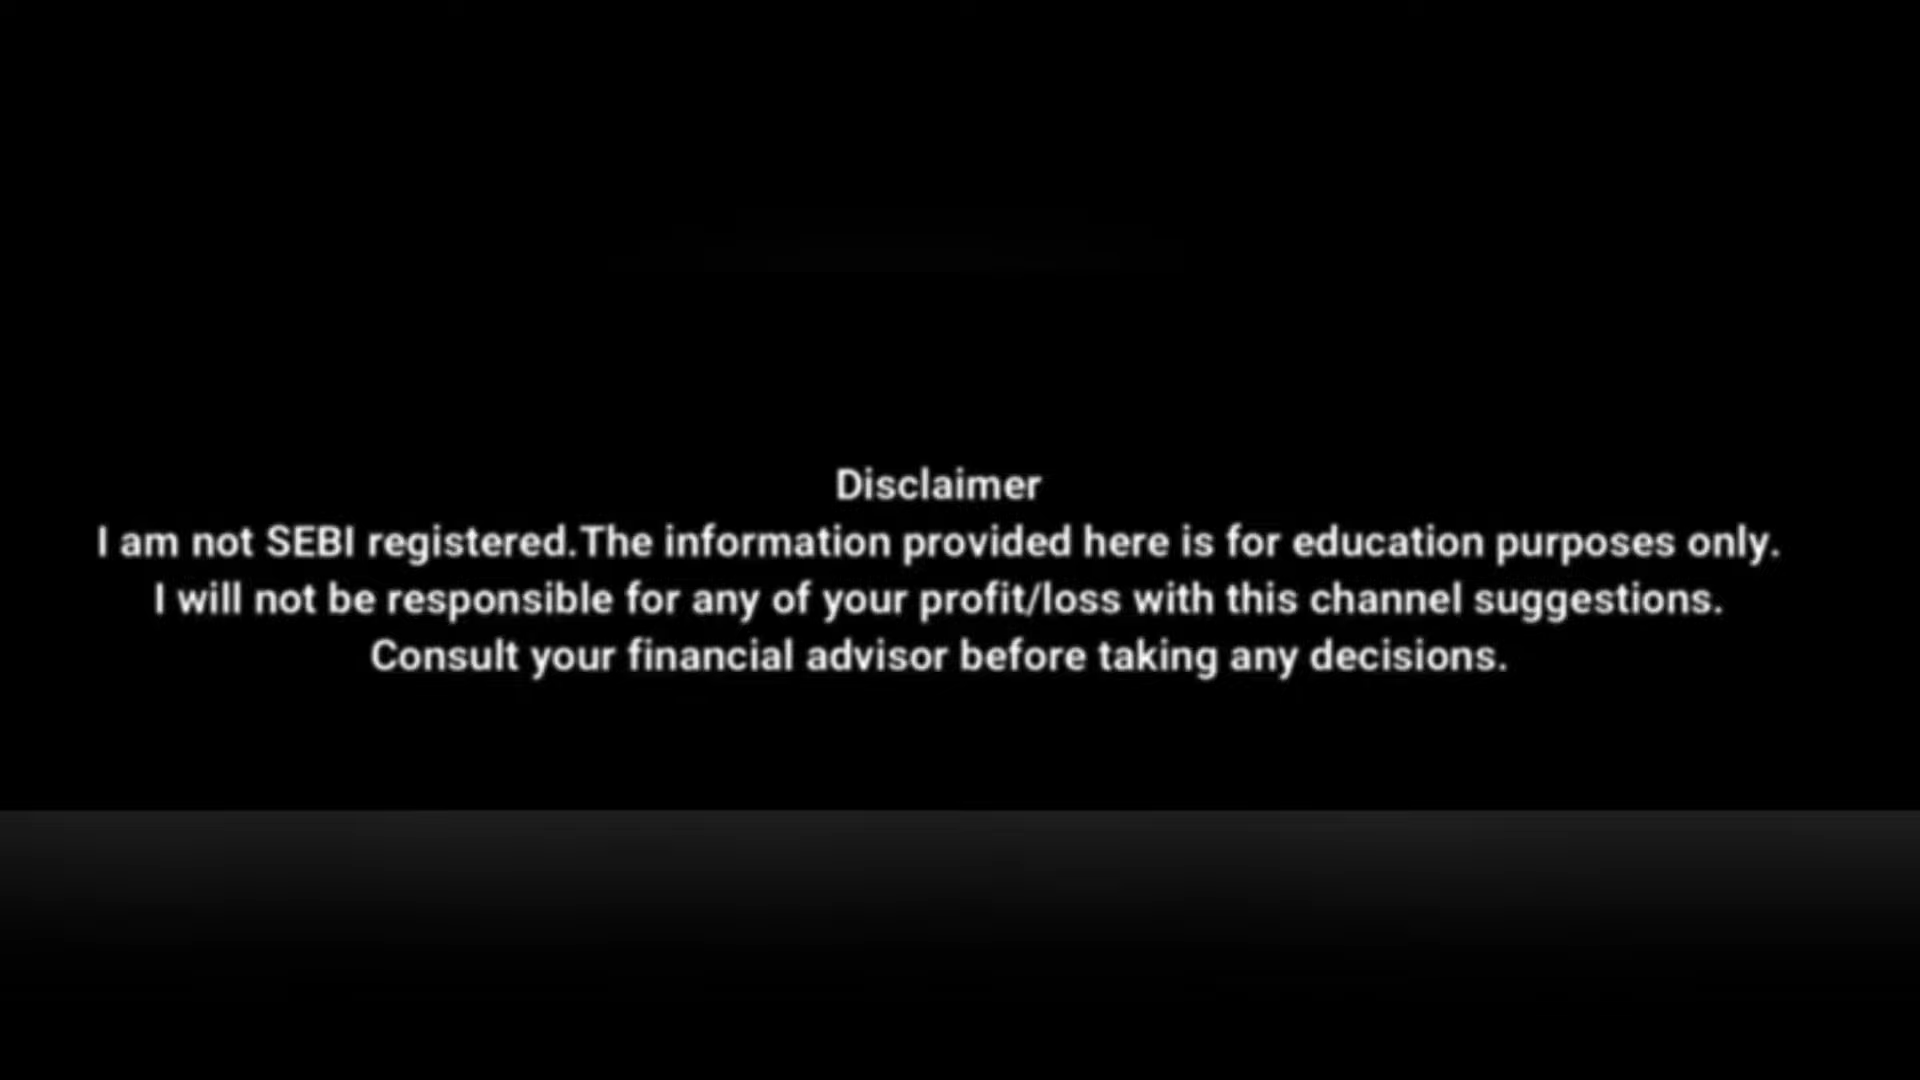 Disclaimer
I am not SEBI registered.The information provided here is for education purposes only.
I will not be responsible for any of your profit/loss with this channel suggestions.
Consult your financial advisor before taking any decisions.